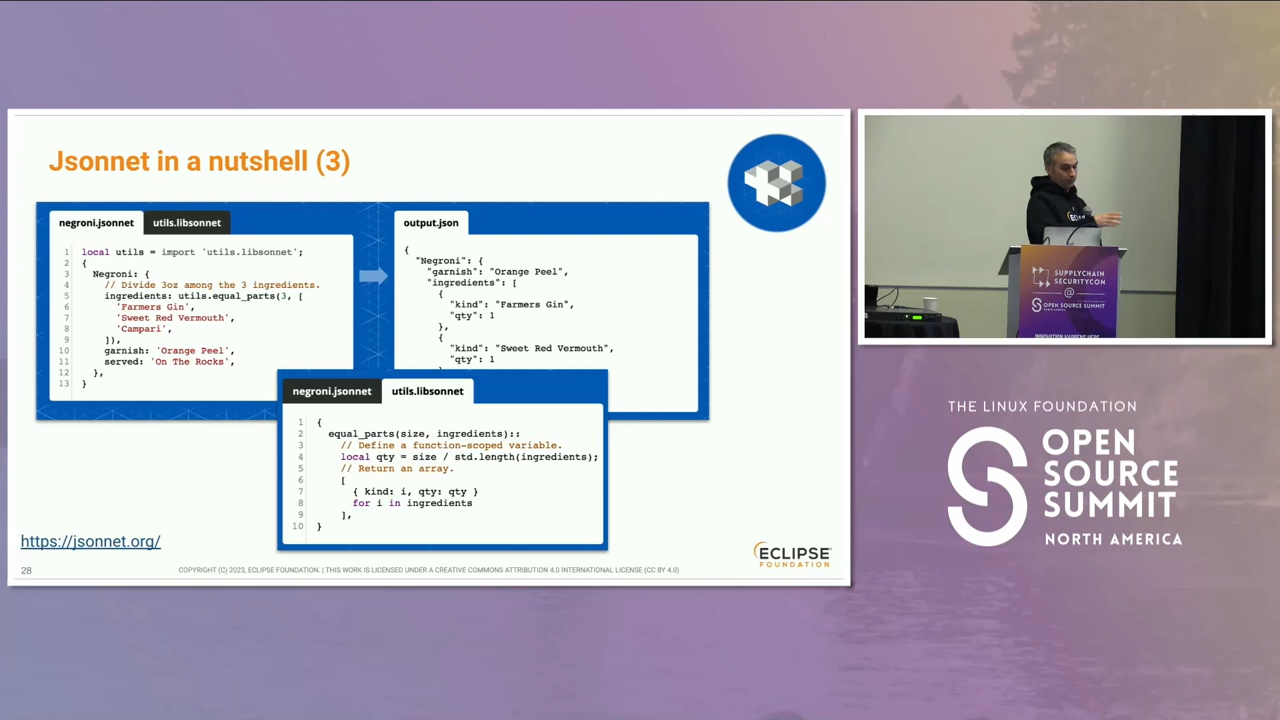 Jsonnet in a nutshell (3)
negroni.jsonnet
utils.libsonnet
1 local utils = import 'utils.libsonnet';
2 {
3 Negroni: {
4 // Divide 3oz among the 3 ingredients.
5 ingredients: utils.equal_parts(3, [
6 'Farmers Gin',
7 'Sweet Red Vermouth',
8 'Campari',
9 ]),
10 garnish: 'Orange Peel',
11 served: 'On The Rocks',
12 },
13 }
output.json
{
"Negroni": {
"garnish": "Orange Peel",
"ingredients": [
{
"kind": "Farmers Gin",
"qty": 1
},
{
"kind": "Sweet Red Vermouth",
"qty": 1
negroni.jsonnet
utils.libsonnet
1 {
2 equal_parts(size, ingredients)::
3 // Define a function-scoped variable.
4 local qty = size / std.length(ingredients);
5 // Return an array.
6 [
7 { kind: i, qty: qty }
8 for i in ingredients
9 ],
10 }
https://jsonnet.org/
28
COPYRIGHT (C) 2023, ECLIPSE FOUNDATION. | THIS WORK IS LICENSED UNDER A CREATIVE COMMONS ATTRIBUTION 4.0 INTERNATIONAL LICENSE (CC BY 4.0)
ECLIPSE
FOUNDATION
SUPPLYCHAIN
SECURITYCON
@
OPEN SOURCE SUMMIT
NORTH AMERICA
INNOVATION HAPPENS HERE
THE LINUX FOUNDATION
OPEN
SOURCE
SUMMIT
NORTH AMERICA